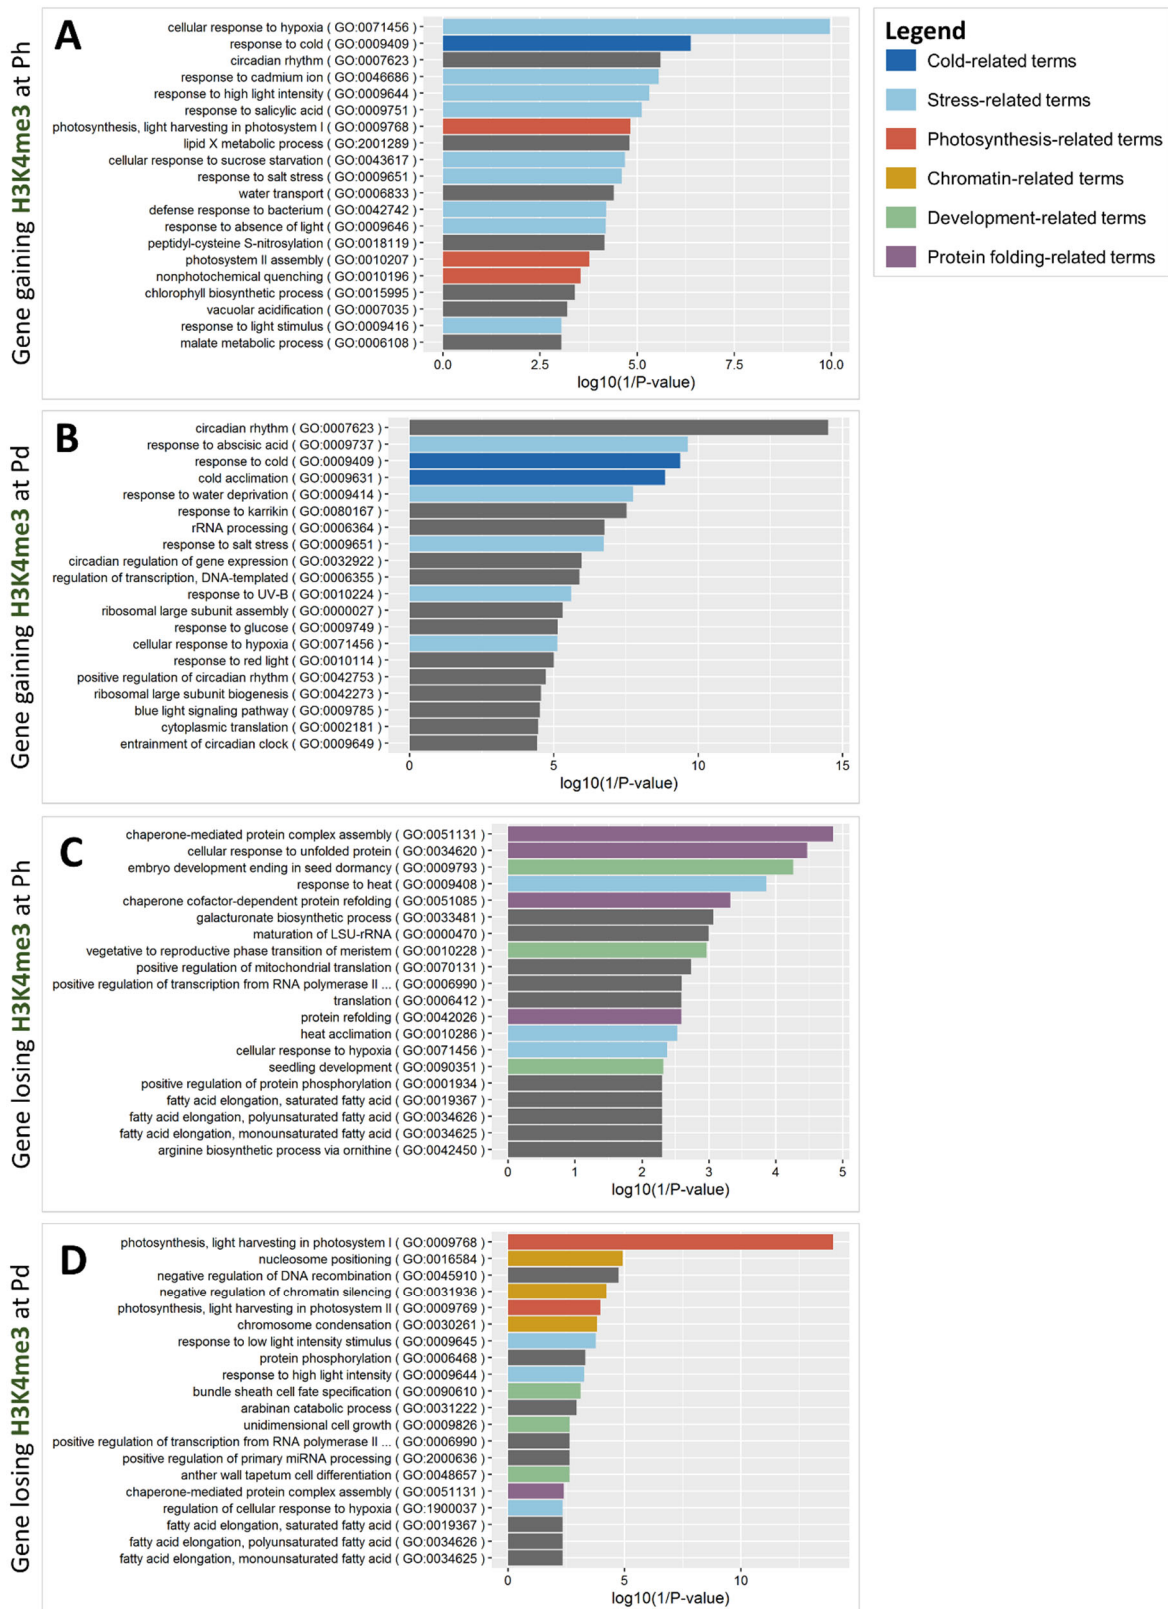 Gene gaining H3K4me3 at Ph
A
cellular response to hypoxia ( GO:0071456 )
response to cold ( GO:0009409 )
circadian rhythm ( GO:0007623 )
response to cadmium ion ( GO:0046686 )
response to high light intensity ( GO:0009644 )
response to salicylic acid ( GO:0009751 )
photosynthesis, light harvesting in photosystem I ( GO:0009768 )
lipid X metabolic process ( GO:2001289 )
cellular response to sucrose starvation ( GO:0043617 )
response to salt stress ( GO:0009651 )
water transport ( GO:0006833 )
defense response to bacterium ( GO:0042742 )
response to absence of light ( GO:0009646 )
peptidyl-cysteine S-nitrosylation ( GO:0018119 )
photosystem II assembly ( GO:0010207 )
nonphotochemical quenching ( GO:0010196 )
chlorophyll biosynthetic process ( GO:0015995 )
vacuolar acidification ( GO:0007035 )
response to light stimulus ( GO:0009416 )
malate metabolic process ( GO:0006108 )
0.0 2.5 5.0 7.5 10.0
log10(1/P-value)
Legend
Cold-related terms
Stress-related terms
Photosynthesis-related terms
Chromatin-related terms
Development-related terms
Protein folding-related terms
Gene gaining H3K4me3 at Pd
B
circadian rhythm ( GO:0007623 )
response to abscisic acid ( GO:0009737 )
response to cold ( GO:0009409 )
cold acclimation ( GO:0009631 )
response to water deprivation ( GO:0009414 )
response to karrikin ( GO:0080167 )
rRNA processing ( GO:0006364 )
response to salt stress ( GO:0009651 )
circadian regulation of gene expression ( GO:0032922 )
regulation of transcription, DNA-templated ( GO:0006355 )
response to UV-B ( GO:0010224 )
ribosomal large subunit assembly ( GO:0000027 )
response to glucose ( GO:0009749 )
cellular response to hypoxia ( GO:0071456 )
response to red light ( GO:0010114 )
positive regulation of circadian rhythm ( GO:0042753 )
ribosomal large subunit biogenesis ( GO:0042273 )
blue light signaling pathway ( GO:0009785 )
cytoplasmic translation ( GO:0002181 )
entrainment of circadian clock ( GO:0009649 )
0 5 10 15
log10(1/P-value)
Gene losing H3K4me3 at Ph
C
chaperone-mediated protein complex assembly ( GO:0051131 )
cellular response to unfolded protein ( GO:0034620 )
embryo development ending in seed dormancy ( GO:0009793 )
response to heat ( GO:0009408 )
chaperone cofactor-dependent protein refolding ( GO:0051085 )
galacturonate biosynthetic process ( GO:0033481 )
maturation of LSU-rRNA ( GO:0000470 )
vegetative to reproductive phase transition of meristem ( GO:0010228 )
positive regulation of mitochondrial translation ( GO:0070131 )
positive regulation of transcription from RNA polymerase II ... ( GO:0006990 )
translation ( GO:0006412 )
protein refolding ( GO:0042026 )
heat acclimation ( GO:0010286 )
cellular response to hypoxia ( GO:0071456 )
seedling development ( GO:0090351 )
positive regulation of protein phosphorylation ( GO:0001934 )
fatty acid elongation, saturated fatty acid ( GO:0019367 )
fatty acid elongation, polyunsaturated fatty acid ( GO:0034626 )
fatty acid elongation, monounsaturated fatty acid ( GO:0034625 )
arginine biosynthetic process via ornithine ( GO:0042450 )
0 1 2 3 4 5
log10(1/P-value)
Gene losing H3K4me3 at Pd
D
photosynthesis, light harvesting in photosystem I ( GO:0009768 )
nucleosome positioning ( GO:0016584 )
negative regulation of DNA recombination ( GO:0045910 )
negative regulation of chromatin silencing ( GO:0031936 )
photosynthesis, light harvesting in photosystem II ( GO:0009769 )
chromosome condensation ( GO:0030261 )
response to low light intensity stimulus ( GO:0009645 )
protein phosphorylation ( GO:0006468 )
response to high light intensity ( GO:0009644 )
bundle sheath cell fate specification ( GO:0090610 )
arabinan catabolic process ( GO:0031222 )
unidimensional cell growth ( GO:0009826 )
positive regulation of transcription from RNA polymerase II ... ( GO:0006990 )
positive regulation of primary miRNA processing ( GO:2000636 )
anther wall tapetum cell differentiation ( GO:0048657 )
chaperone-mediated protein complex assembly ( GO:0051131 )
regulation of cellular response to hypoxia ( GO:1900037 )
fatty acid elongation, saturated fatty acid ( GO:0019367 )
fatty acid elongation, polyunsaturated fatty acid ( GO:0034626 )
fatty acid elongation, monounsaturated fatty acid ( GO:0034625 )
0 5 10
log10(1/P-value)